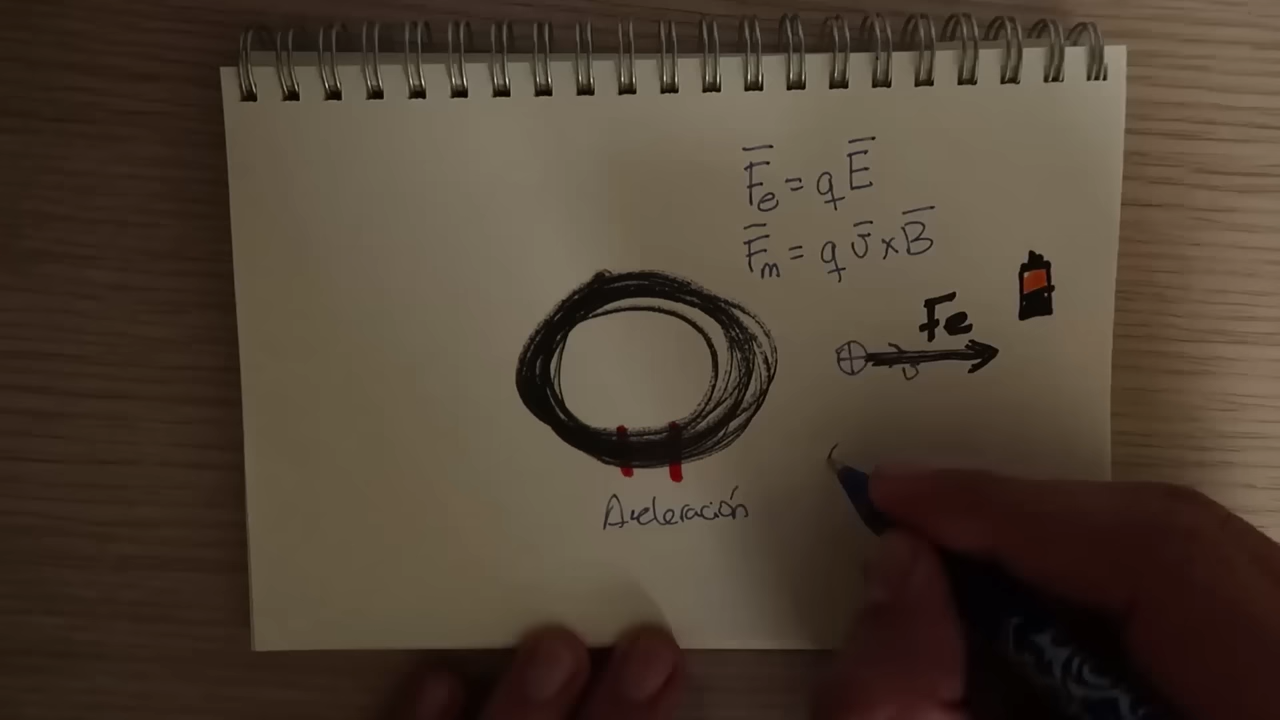 F̅e = q E̅
F̅m = q v̅ x B̅
Fe
v
Aceleración